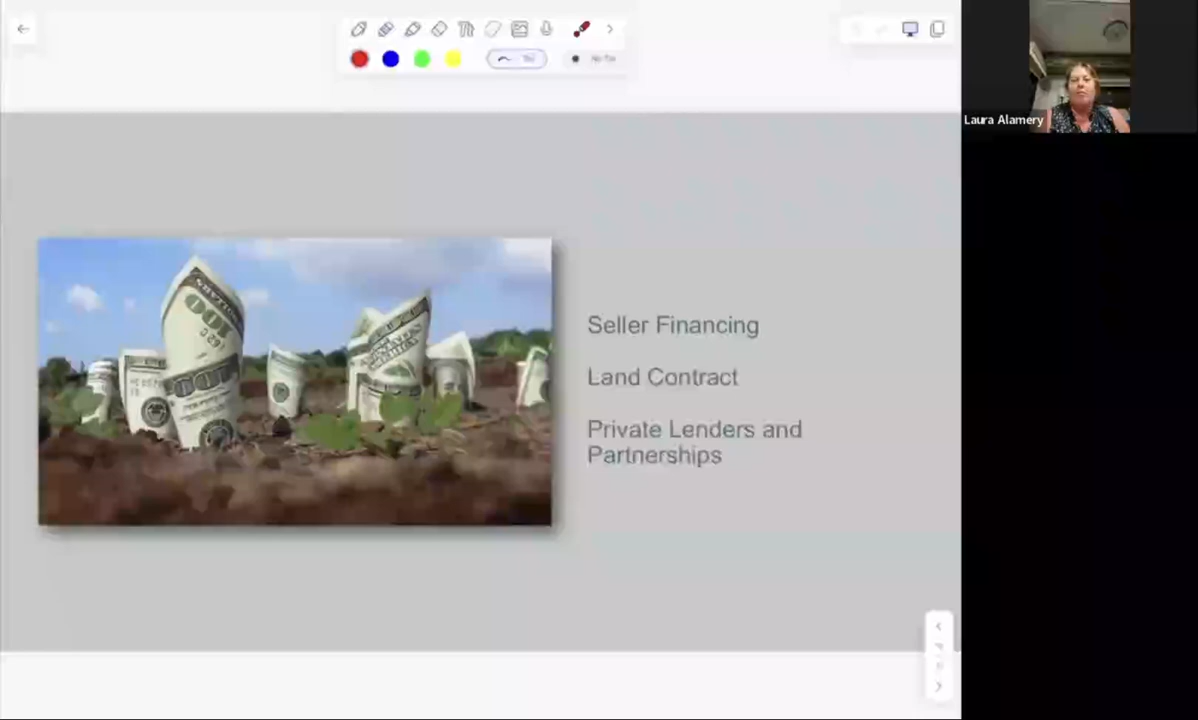 Laura Alamery
Seller Financing
Land Contract
Private Lenders and
Partnerships